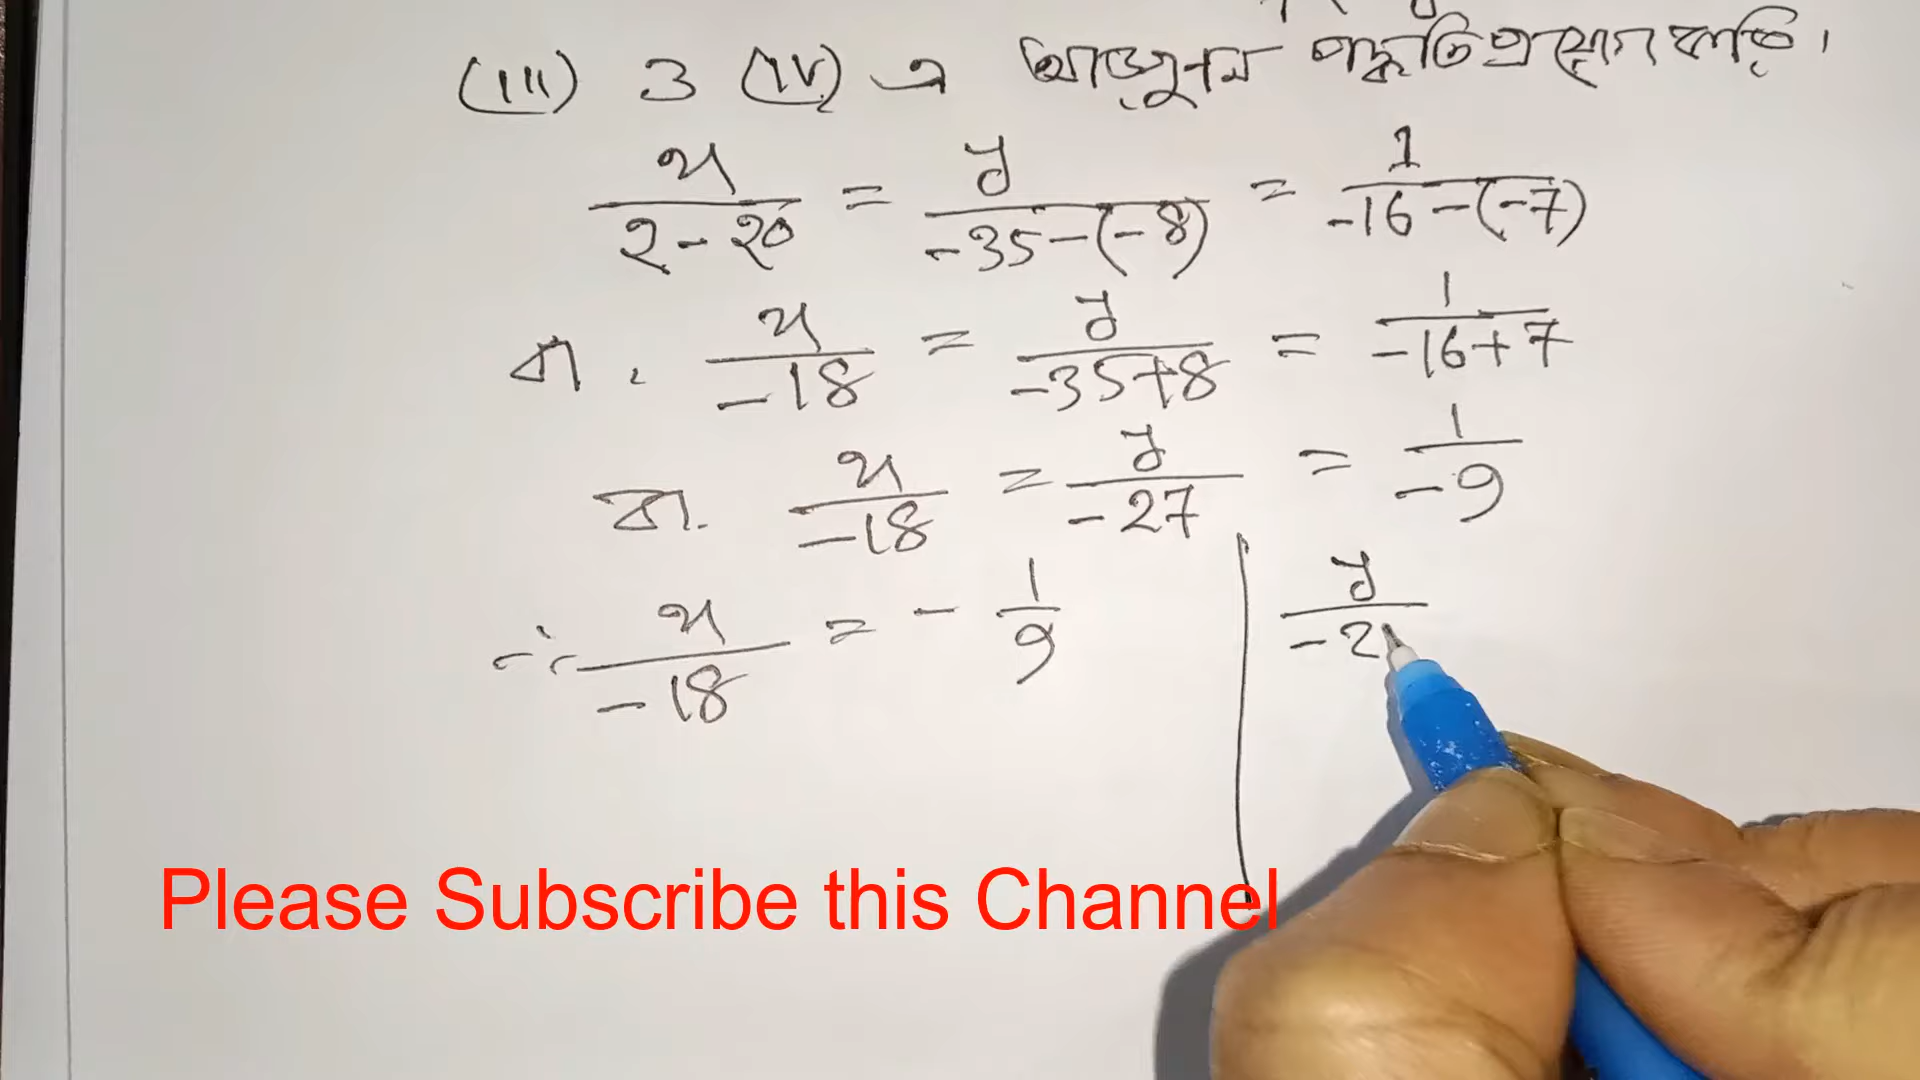 (III) ও (IV) এ আড়গুণন পদ্ধতি প্রয়োগ করি।
x/2-20 = y/-35-(-8) = 1/-16-(-7)
বা, x/-18 = y/-35+8 = 1/-16+7
বা, x/-18 = y/-27 = 1/-9
∴ x/-18 = -1/9 | y/-2
Please Subscribe this Channel